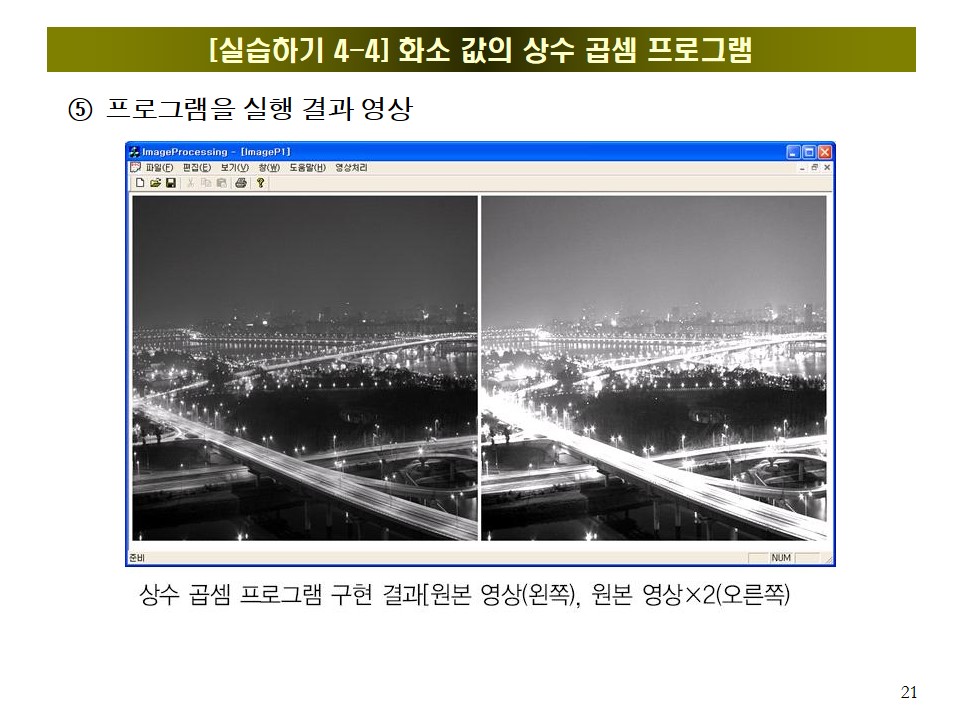 [실습하기 4-4] 화소 값의 상수 곱셈 프로그램
⑤ 프로그램을 실행 결과 영상
ImageProcessing - [ImageP1]
파일(F) 편집(E) 보기(V) 창(W) 도움말(H) 영상처리
준비 NUM
상수 곱셈 프로그램 구현 결과[원본 영상(왼쪽), 원본 영상×2(오른쪽)
21